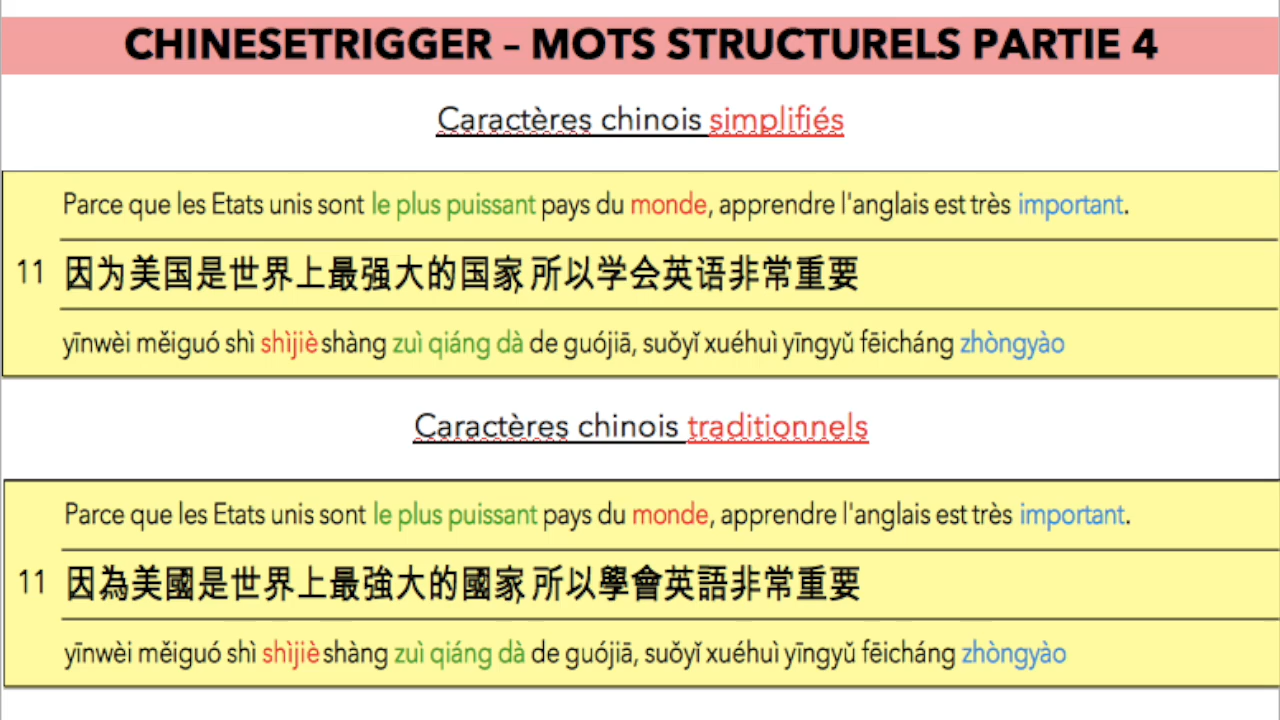 CHINESETRIGGER – MOTS STRUCTURELS PARTIE 4
Caractères chinois simplifiés
Parce que les Etats unis sont le plus puissant pays du monde, apprendre l'anglais est très important.
11 因为美国是世界上最强大的国家, 所以学会英语非常重要
yīnwèi měiguó shì shìjiè shàng zuì qiáng dà de guójiā, suǒyǐ xuéhuì yīngyǔ fēicháng zhòngyào
Caractères chinois traditionnels
Parce que les Etats unis sont le plus puissant pays du monde, apprendre l'anglais est très important.
11 因為美國是世界上最強大的國家, 所以學會英語非常重要
yīnwèi měiguó shì shìjiè shàng zuì qiáng dà de guójiā, suǒyǐ xuéhuì yīngyǔ fēicháng zhòngyào